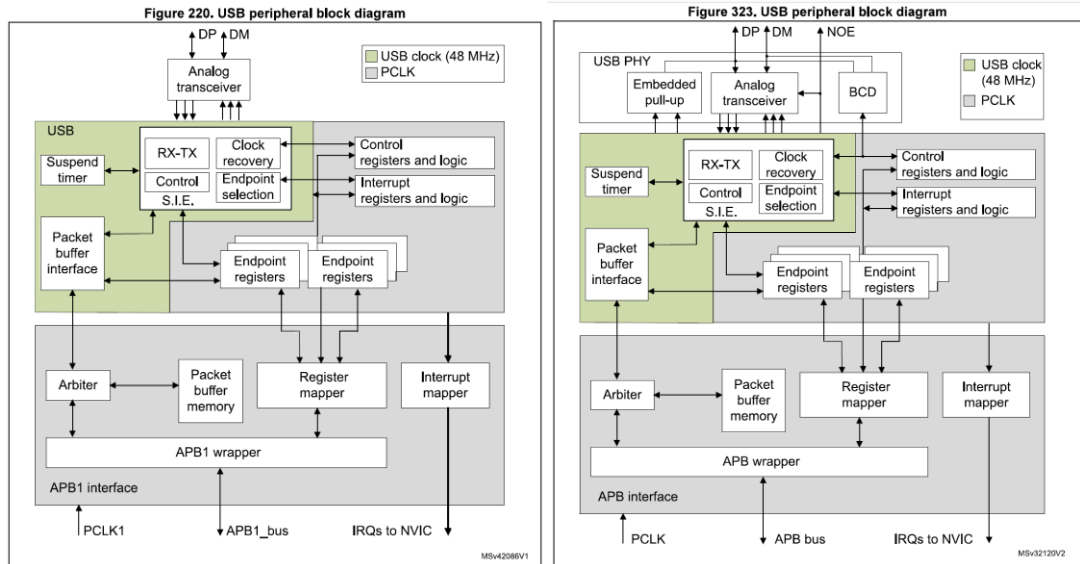 Figure 220. USB peripheral block diagram
DP DM
USB clock (48 MHz)
PCLK
Analog
transceiver
USB
RX-TX
Clock
recovery
Control
Endpoint
selection
S.I.E.
Suspend
timer
Control
registers and logic
Interrupt
registers and logic
Packet
buffer
interface
Endpoint
registers
Endpoint
registers
Arbiter
Packet
buffer
memory
Register
mapper
Interrupt
mapper
APB1 wrapper
APB1 interface
PCLK1
APB1_bus
IRQs to NVIC
MSv42086V1
Figure 323. USB peripheral block diagram
DP DM NOE
USB PHY
USB clock
(48 MHz)
PCLK
Embedded
pull-up
Analog
transceiver
BCD
RX-TX
Clock
recovery
Control
Endpoint
selection
S.I.E.
Suspend
timer
Control
registers and logic
Interrupt
registers and logic
Packet
buffer
interface
Endpoint
registers
Endpoint
registers
Arbiter
Packet
buffer
memory
Register
mapper
Interrupt
mapper
APB wrapper
APB interface
PCLK
APB bus
IRQs to NVIC
MSv32120V2